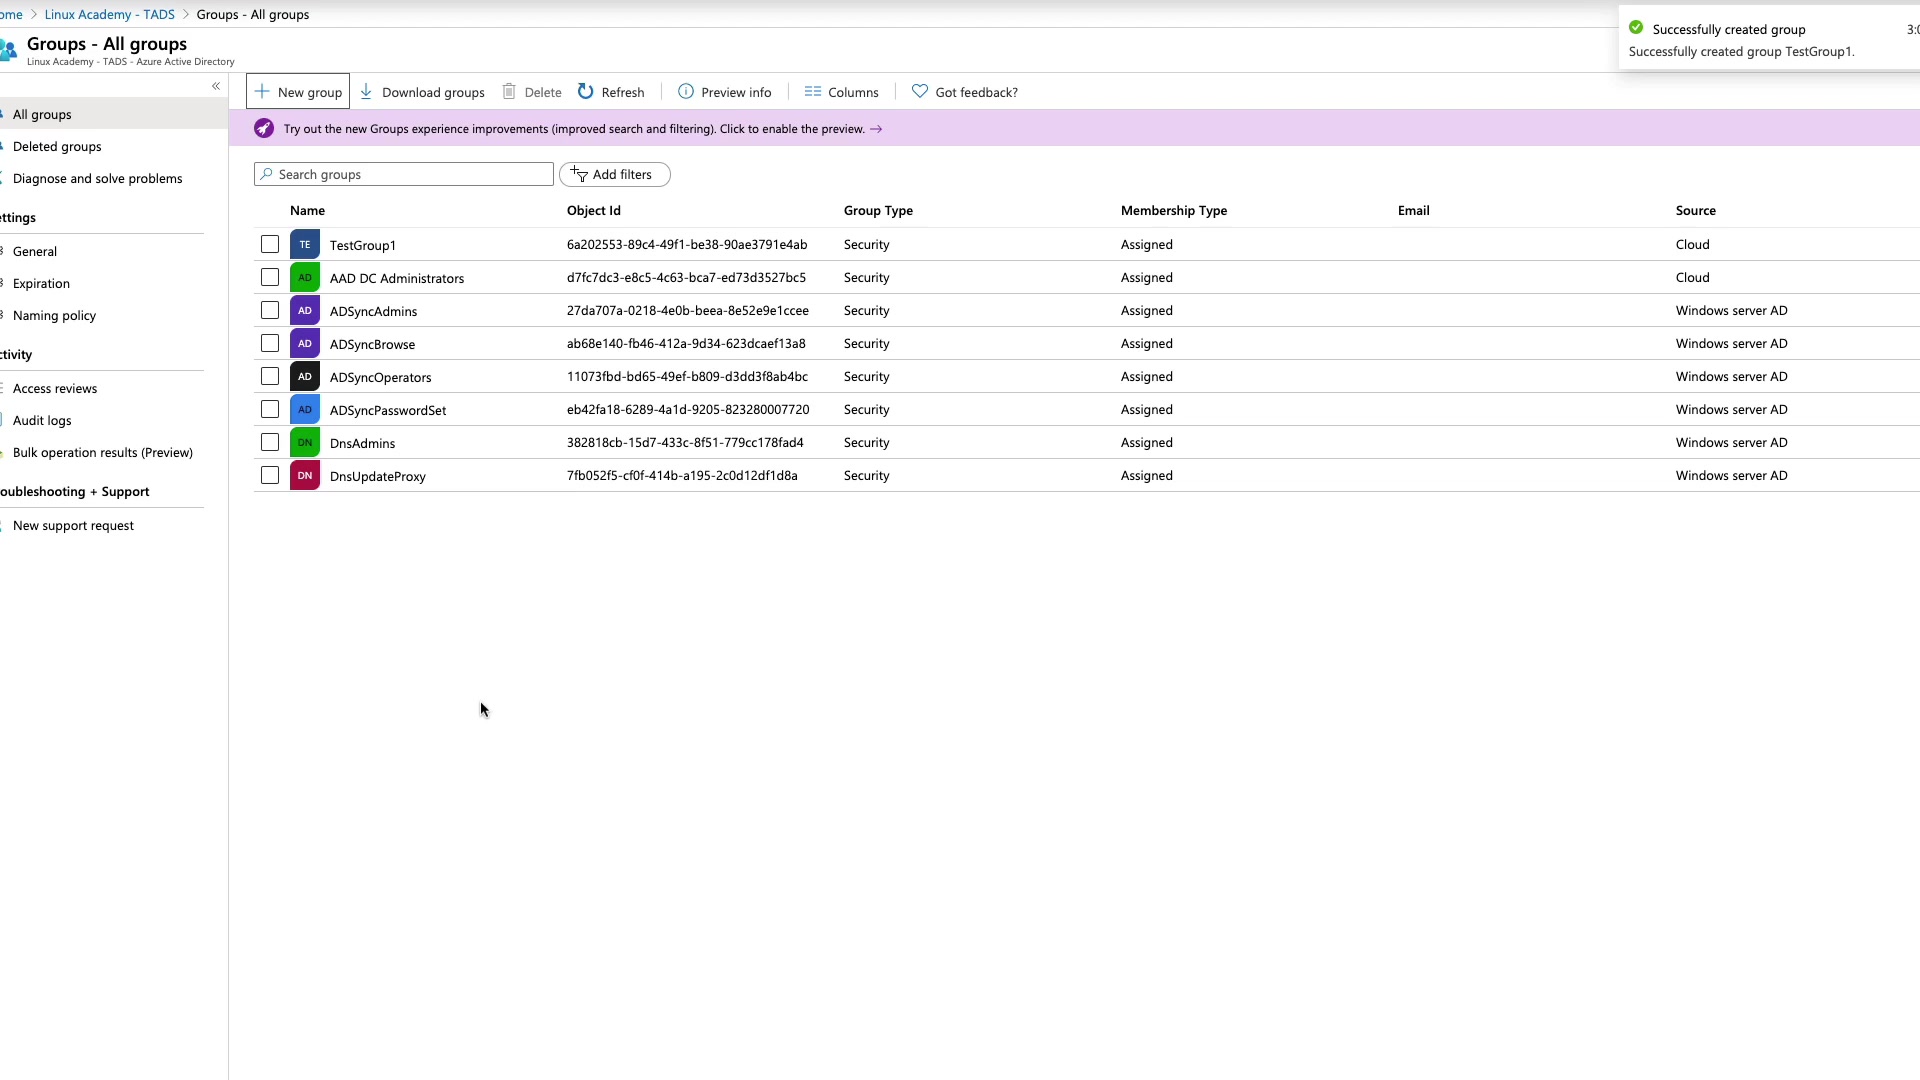 ome > Linux Academy - TADS > Groups - All groups
Groups - All groups
Linux Academy - TADS - Azure Active Directory
Successfully created group 3:0
Successfully created group TestGroup1.
«
All groups
Deleted groups
Diagnose and solve problems
ettings
General
Expiration
Naming policy
ctivity
Access reviews
Audit logs
Bulk operation results (Preview)
oubleshooting + Support
New support request
New group Download groups Delete Refresh Preview info Columns Got feedback?
Try out the new Groups experience improvements (improved search and filtering). Click to enable the preview. →
Search groups Add filters
Name Object Id Group Type Membership Type Email Source
TE TestGroup1 6a202553-89c4-49f1-be38-90ae3791e4ab Security Assigned Cloud
AD AAD DC Administrators d7fc7dc3-e8c5-4c63-bca7-ed73d3527bc5 Security Assigned Cloud
AD ADSyncAdmins 27da707a-0218-4e0b-beea-8e52e9e1ccee Security Assigned Windows server AD
AD ADSyncBrowse ab68e140-fb46-412a-9d34-623dcaef13a8 Security Assigned Windows server AD
AD ADSyncOperators 11073fbd-bd65-49ef-b809-d3dd3f8ab4bc Security Assigned Windows server AD
AD ADSyncPasswordSet eb42fa18-6289-4a1d-9205-823280007720 Security Assigned Windows server AD
DN DnsAdmins 382818cb-15d7-433c-8f51-779cc178fad4 Security Assigned Windows server AD
DN DnsUpdateProxy 7fb052f5-cf0f-414b-a195-2c0d12df1d8a Security Assigned Windows server AD